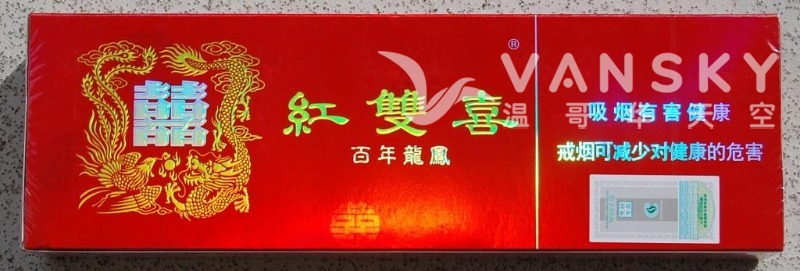 囍
紅雙喜
®
百年龍鳳
吸烟有害健康
戒烟可减少对健康的危害
VANSKY
温哥华天空